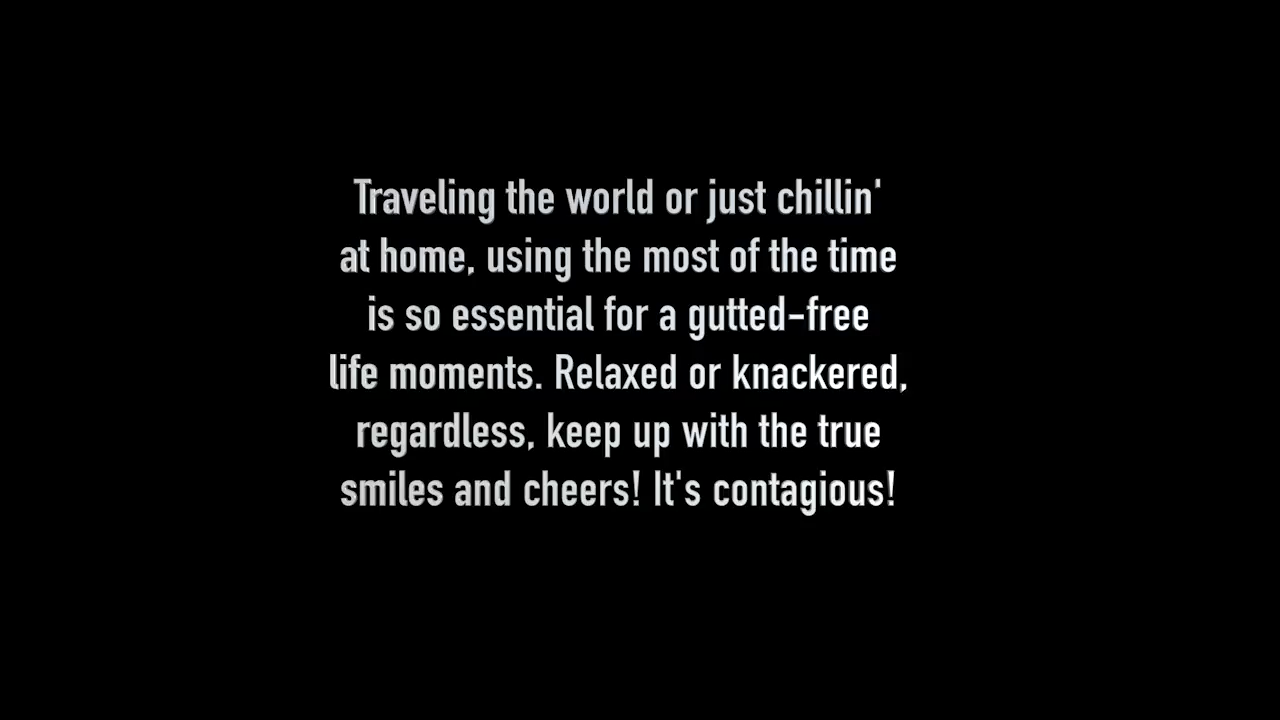 Traveling the world or just chillin'
at home, using the most of the time
is so essential for a gutted-free
life moments. Relaxed or knackered,
regardless, keep up with the true
smiles and cheers! It's contagious!